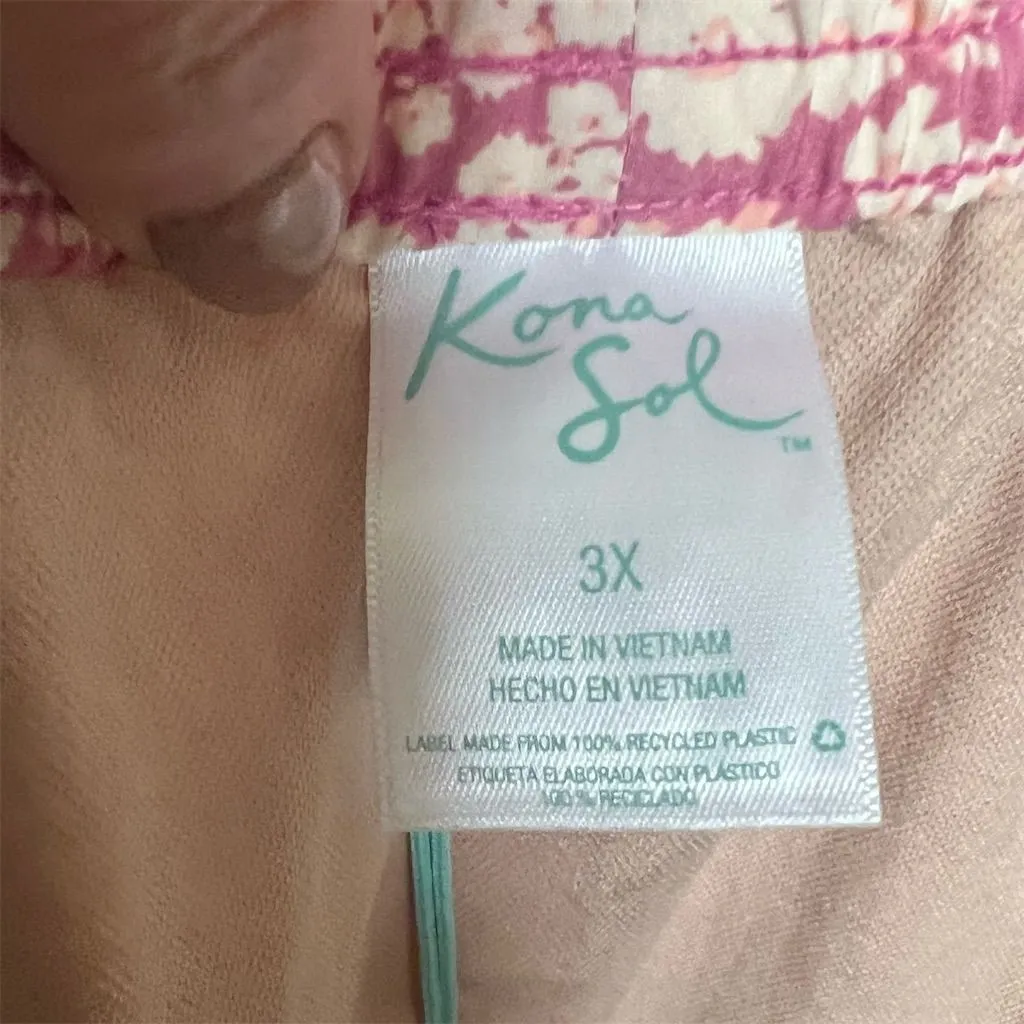 Kona
Sol
TM
3X
MADE IN VIETNAM
HECHO EN VIETNAM
LABEL MADE FROM 100% RECYCLED PLASTIC
ETIQUETA ELABORADA CON PLÁSTICO
100 % RECICLADO